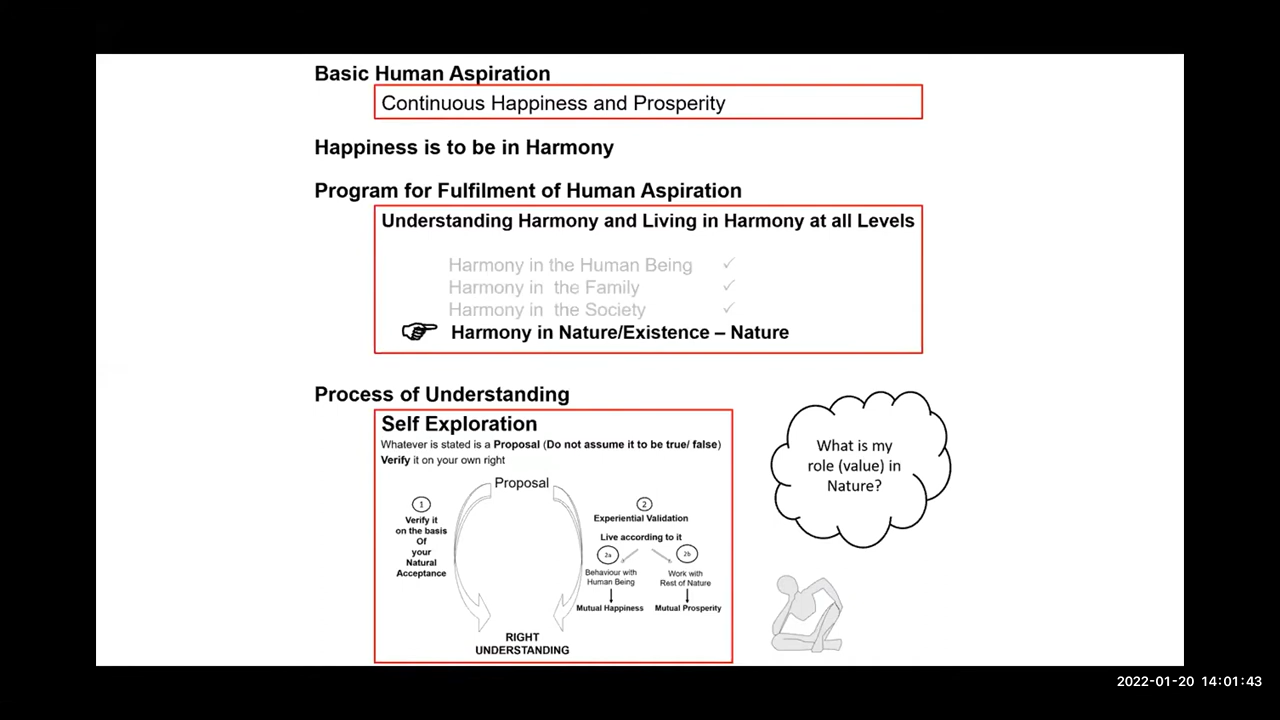 Basic Human Aspiration
Continuous Happiness and Prosperity
Happiness is to be in Harmony
Program for Fulfilment of Human Aspiration
Understanding Harmony and Living in Harmony at all Levels
Harmony in the Human Being ✓
Harmony in the Family ✓
Harmony in the Society ✓
Harmony in Nature/Existence – Nature
Process of Understanding
Self Exploration
Whatever is stated is a Proposal (Do not assume it to be true/ false)
Verify it on your own right
Proposal
1
Verify it
on the basis
Of
your
Natural
Acceptance
2
Experiential Validation
Live according to it
2a
Behaviour with
Human Being
Mutual Happiness
2b
Work with
Rest of Nature
Mutual Prosperity
RIGHT
UNDERSTANDING
What is my
role (value) in
Nature?
2022-01-20 14:01:43